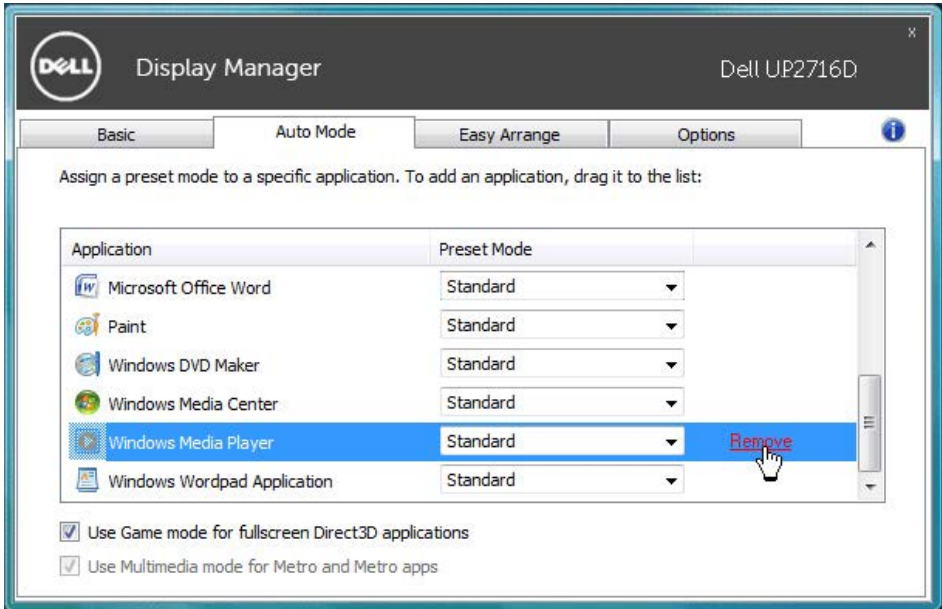 DELL Display Manager Dell UP2716D x
Basic Auto Mode Easy Arrange Options
Assign a preset mode to a specific application. To add an application, drag it to the list:
Application Preset Mode
Microsoft Office Word Standard
Paint Standard
Windows DVD Maker Standard
Windows Media Center Standard
Windows Media Player Standard Remove
Windows Wordpad Application Standard
Use Game mode for fullscreen Direct3D applications
Use Multimedia mode for Metro and Metro apps